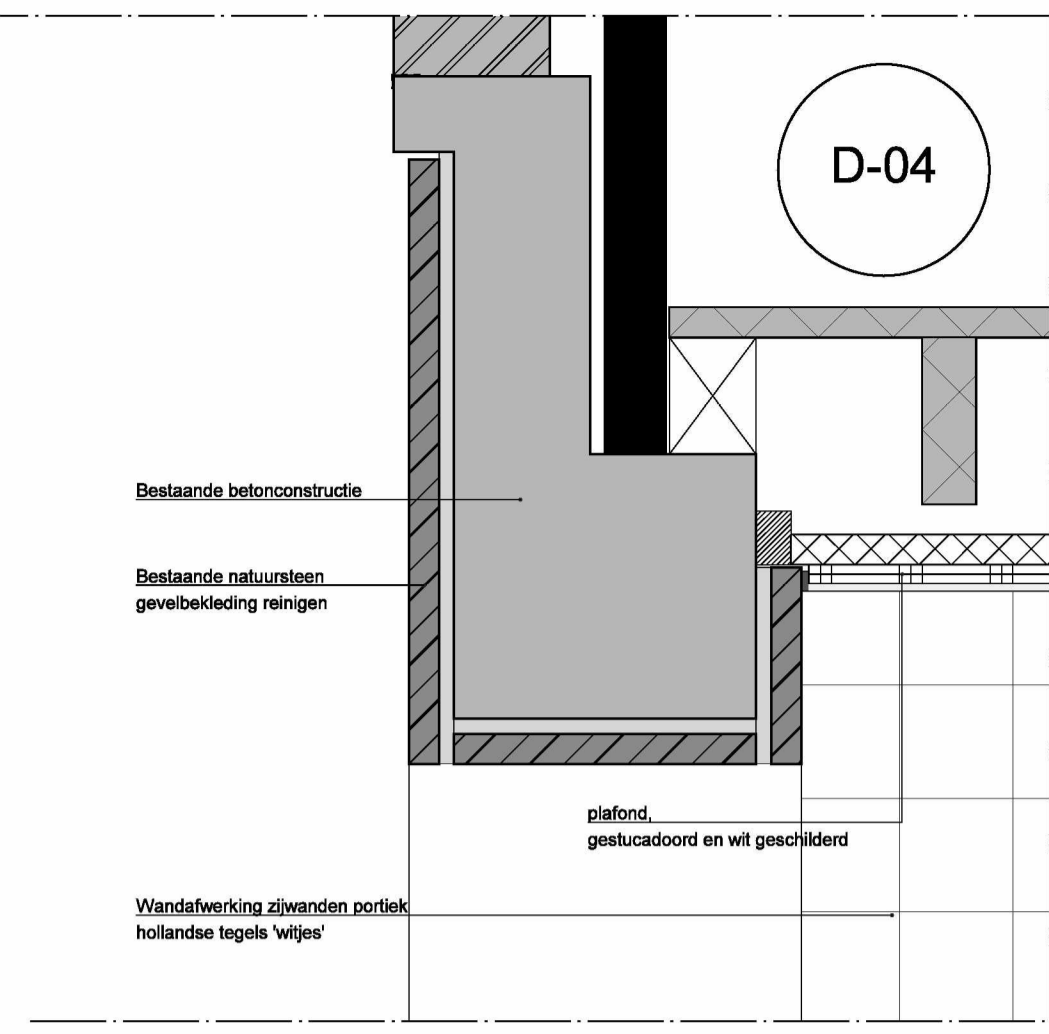 D-04
Bestaande betonconstructie
Bestaande natuursteen
gevelbekleding reinigen
plafond,
gestucadoord en wit geschilderd
Wandafwerking zijwanden portiek
hollandse tegels 'witjes'